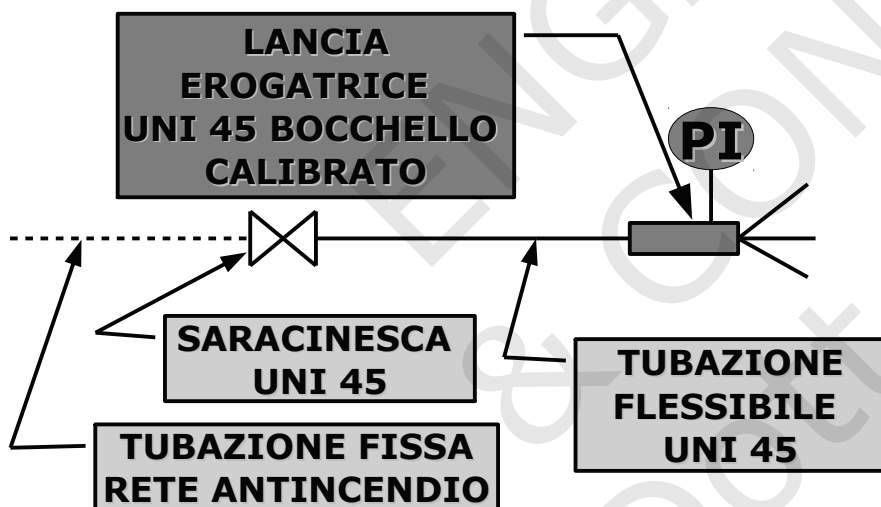 LANCIA
EROGATRICE
UNI 45 BOCCHELLO
CALIBRATO
PI
SARACINESCA
UNI 45
TUBAZIONE
FLESSIBILE
UNI 45
TUBAZIONE FISSA
RETE ANTINCENDIO